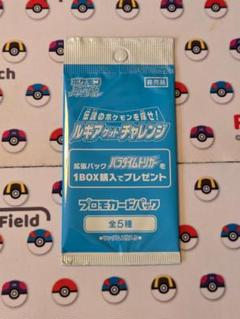 非売品
伝説のポケモンを探せ!
ルギアゲットチャレンジ
拡張パック パラダイムトリガーを
1BOX購入でプレゼント
プロモカードパック
全5種
Field